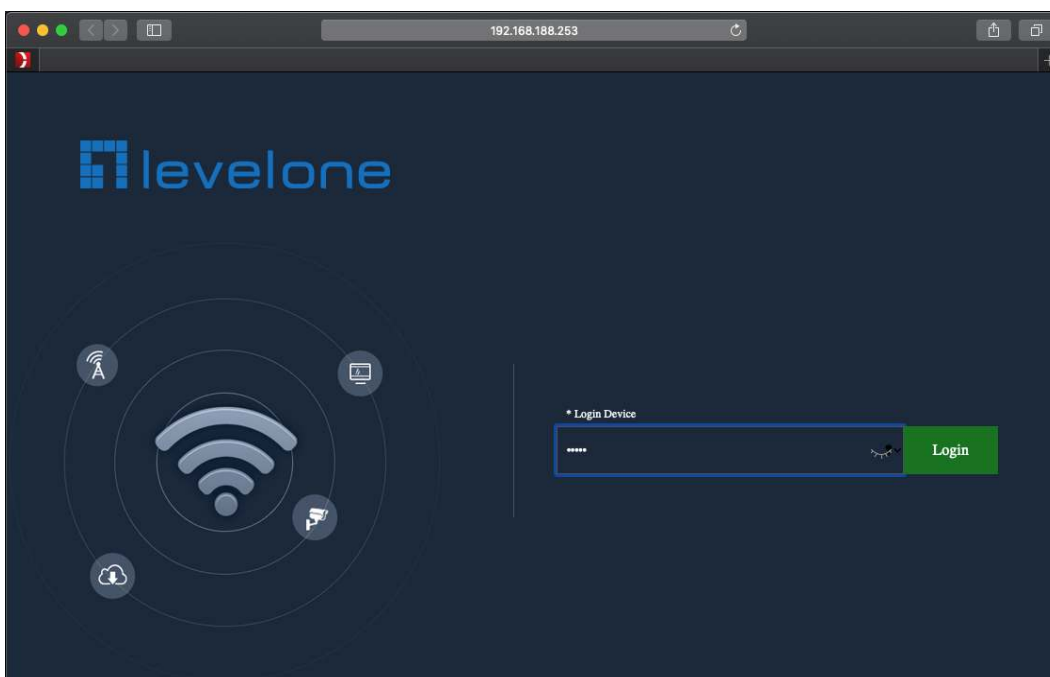 192.168.188.253
levelone
* Login Device
•••••
Login